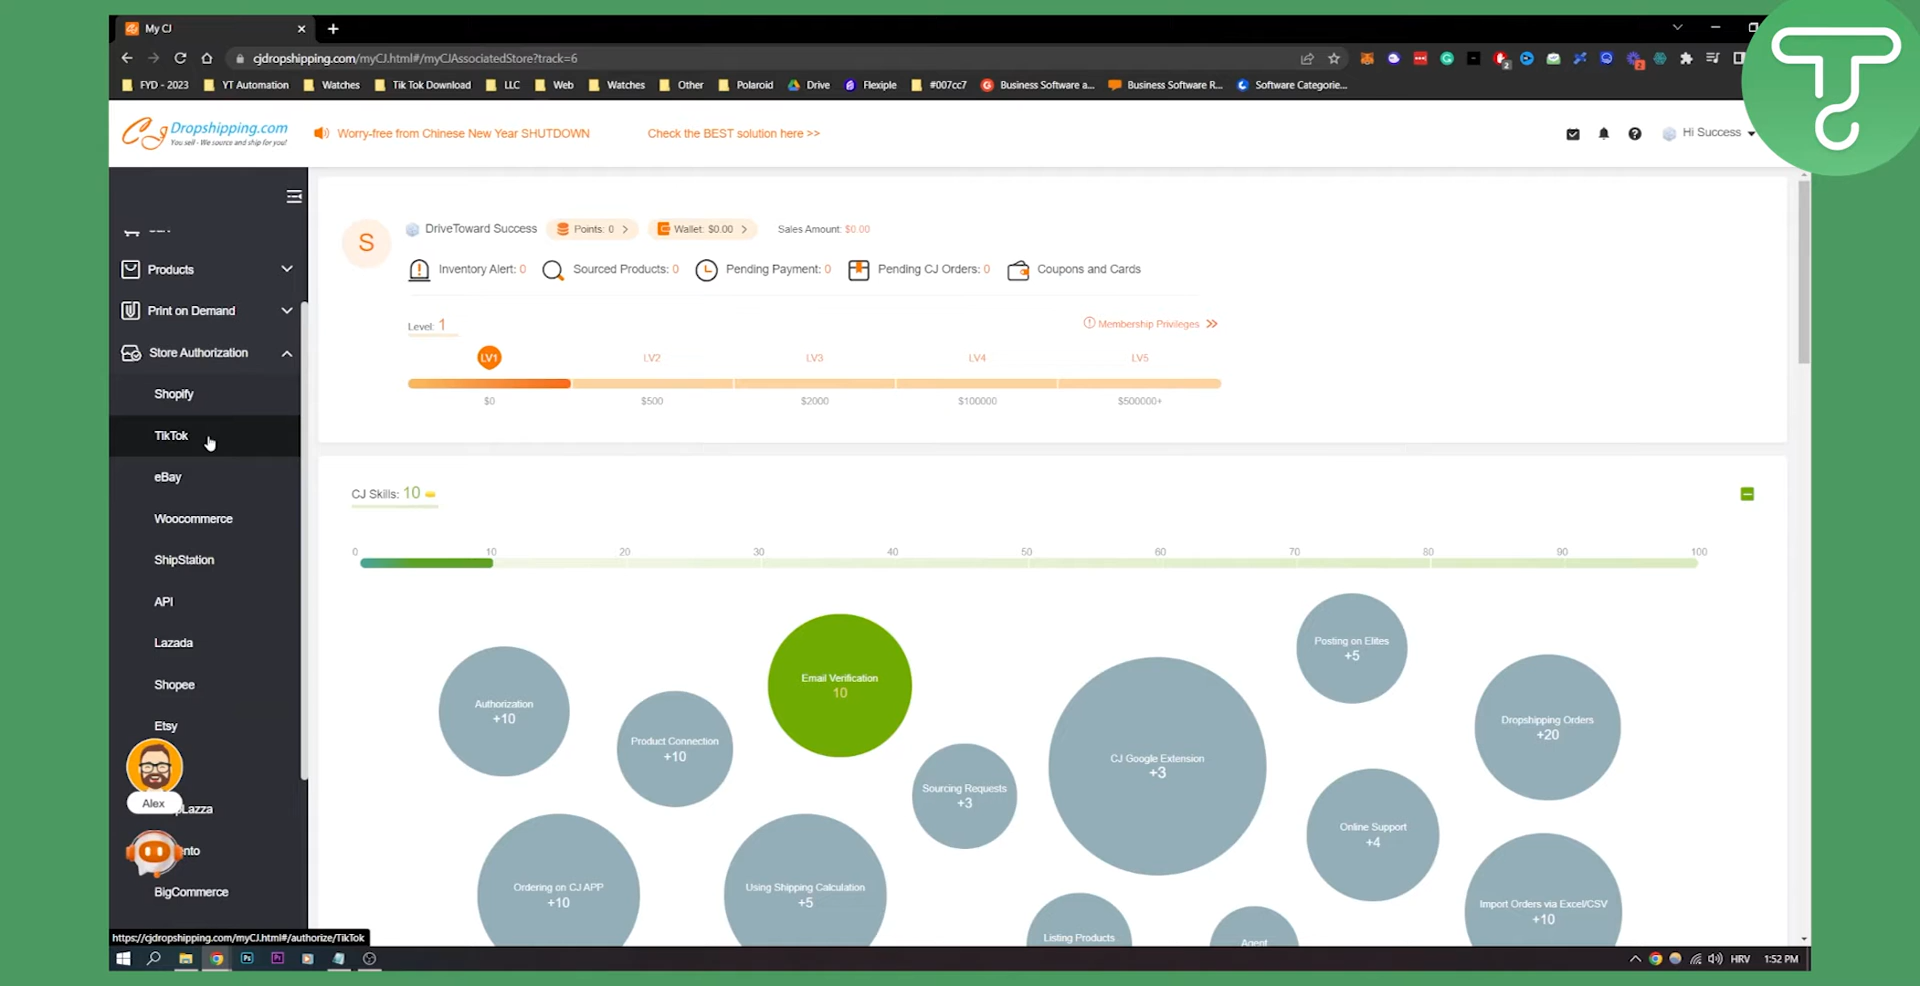 My CJ
cjdropshipping.com/myCJ.html#/myCJAssociatedStore?track=6
FYD - 2023 YT Automation Watches Tik Tok Download LLC Web Watches Other Polaroid Drive Flexiple #007cc7 Business Software a... Business Software R... Software Categorie...
CJ Dropshipping.com
You sell - We source and ship for you!
Worry-free from Chinese New Year SHUTDOWN
Check the BEST solution here >>
Hi Success
Products
Print on Demand
Store Authorization
Shopify
TikTok
eBay
Woocommerce
ShipStation
API
Lazada
Shopee
Etsy
Alex
Lazza
nto
BigCommerce
https://cjdropshipping.com/myCJ.html#/authorize/TikTok
S
DriveToward Success Points: 0 > Wallet: $0.00 > Sales Amount: $0.00
Inventory Alert: 0 Sourced Products: 0 Pending Payment: 0 Pending CJ Orders: 0 Coupons and Cards
Level: 1
Membership Privileges
LV1 LV2 LV3 LV4 LV5
$0 $500 $2000 $100000 $500000+
CJ Skills: 10
0 10 20 30 40 50 60 70 80 90 100
Posting on Elites
+5
Email Verification
10
Authorization
+10
Dropshipping Orders
+20
Product Connection
+10
CJ Google Extension
+3
Sourcing Requests
+3
Online Support
+4
Ordering on CJ APP
+10
Using Shipping Calculation
+5
Import Orders via Excel/CSV
+10
Listing Products
Agent
HRV 1:52 PM